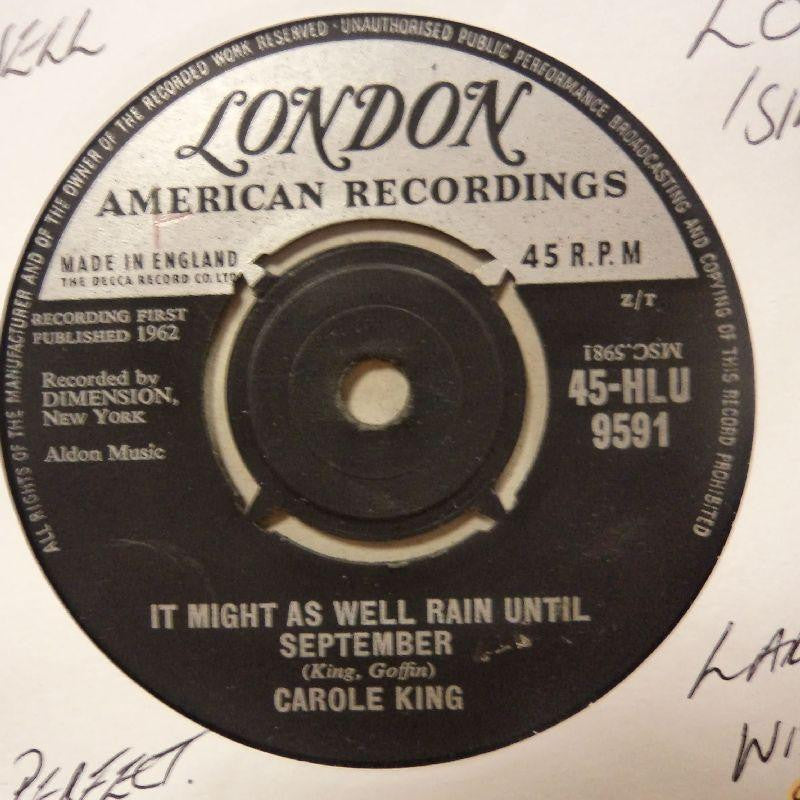 ALL RIGHTS OF THE MANUFACTURER AND OF THE OWNER OF THE RECORDED WORK RESERVED · UNAUTHORISED PUBLIC PERFORMANCE BROADCASTING AND COPYING OF THIS RECORD PROHIBITED
LONDON
AMERICAN RECORDINGS
MADE IN ENGLAND
THE DECCA RECORD CO. LTD
45 R.P.M
RECORDING FIRST
PUBLISHED 1962
Recorded by
DIMENSION,
NEW YORK
Aldon Music
Z/T
MSC.5981
45-HLU
9591
IT MIGHT AS WELL RAIN UNTIL
SEPTEMBER
(King, Goffin)
CAROLE KING
PERFECT.